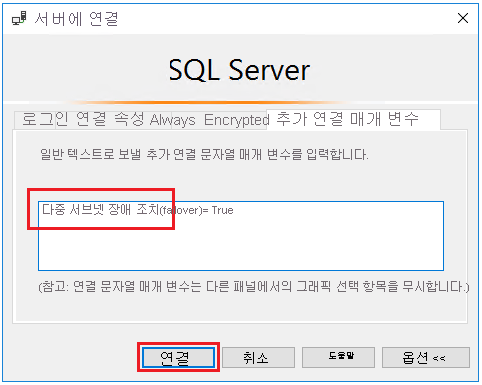 서버에 연결
SQL Server
로그인 연결 속성 Always Encrypted 추가 연결 매개 변수
일반 텍스트로 보낼 추가 연결 문자열 매개 변수를 입력합니다.
다중 서브넷 장애 조치(failover)= True
(참고: 연결 문자열 매개 변수는 다른 패널에서의 그래픽 선택 항목을 무시합니다.)
연결 취소 도움말 옵션 <<